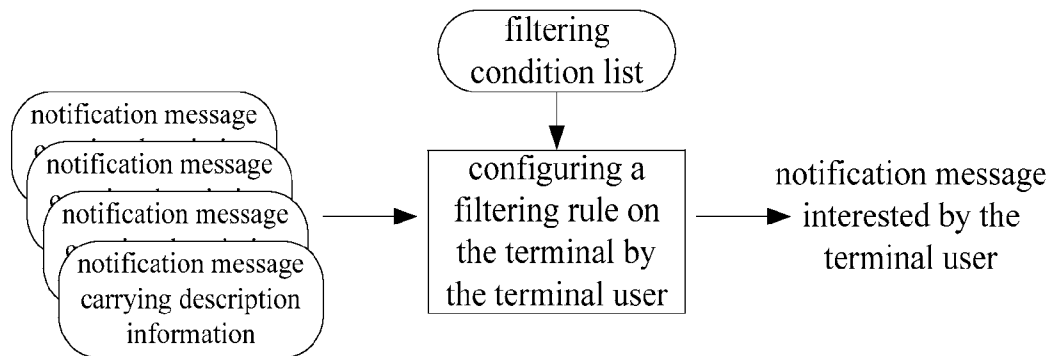 filtering
condition list
notification message
notification message
notification message
notification message
carrying description
information
configuring a
filtering rule on
the terminal by
the terminal user
notification message
interested by the
terminal user